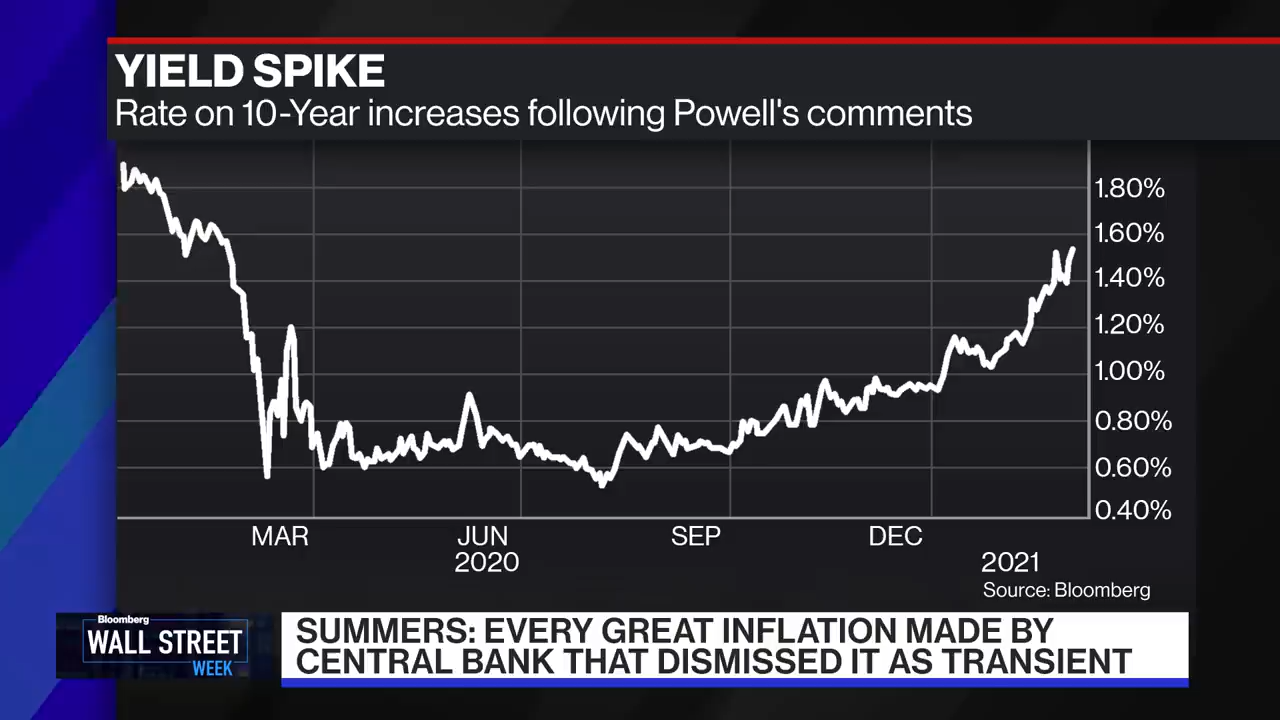 YIELD SPIKE
Rate on 10-Year increases following Powell's comments
1.80%
1.60%
1.40%
1.20%
1.00%
0.80%
0.60%
0.40%
MAR JUN SEP DEC
2020 2021
Source: Bloomberg
Bloomberg
WALL STREET
WEEK
SUMMERS: EVERY GREAT INFLATION MADE BY
CENTRAL BANK THAT DISMISSED IT AS TRANSIENT